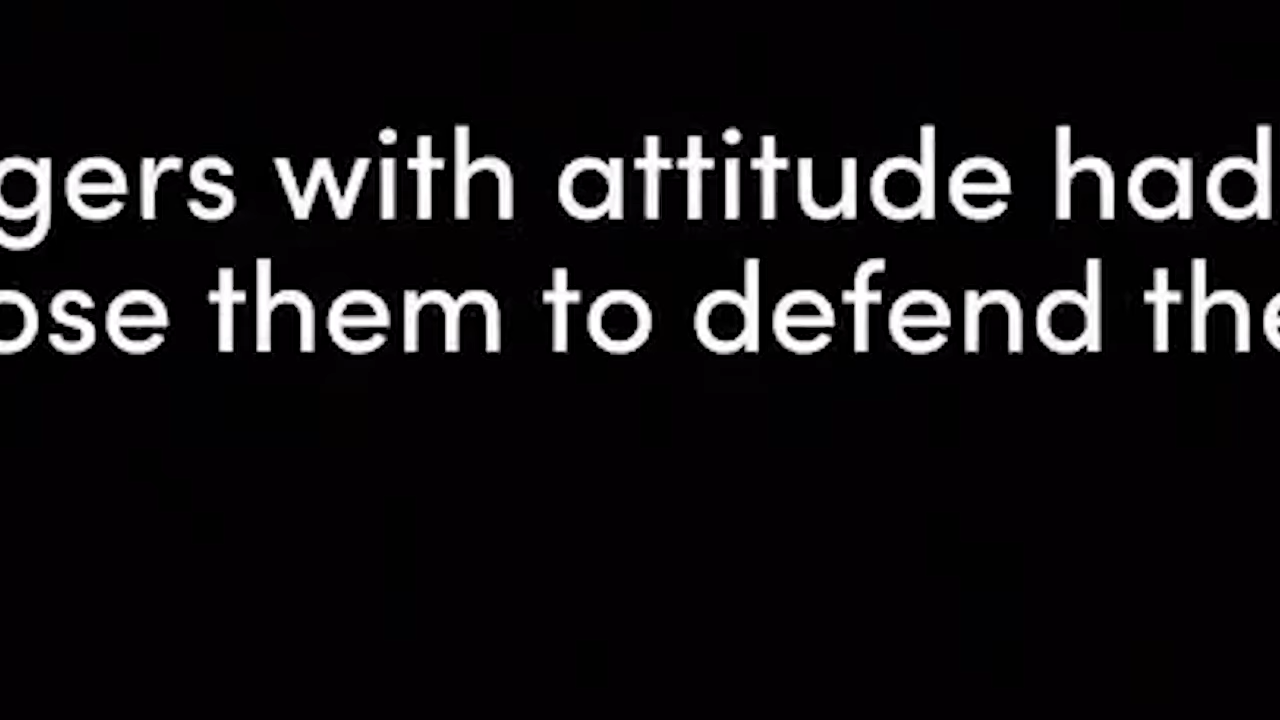 gers with attitude had
ose them to defend the